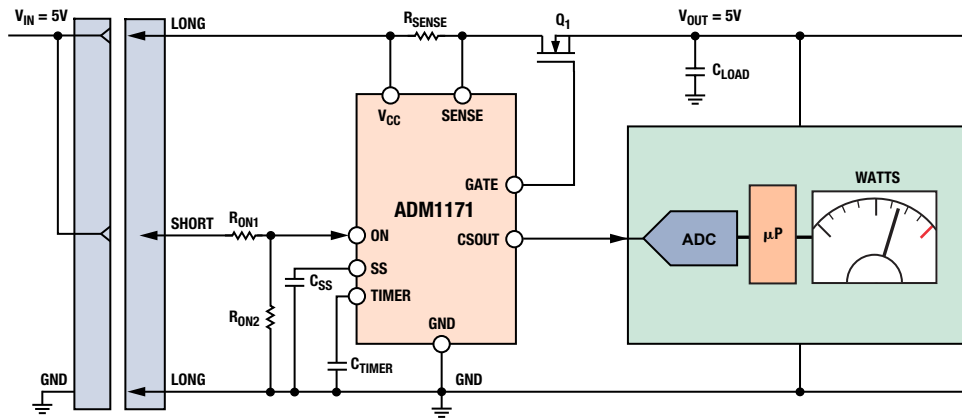 V_IN = 5V
LONG
R_SENSE
Q_1
V_OUT = 5V
C_LOAD
V_CC
SENSE
GATE
WATTS
ADM1171
SHORT
R_ON1
ON
CSOUT
ADC
μP
SS
C_SS
TIMER
R_ON2
GND
C_TIMER
GND
LONG
GND